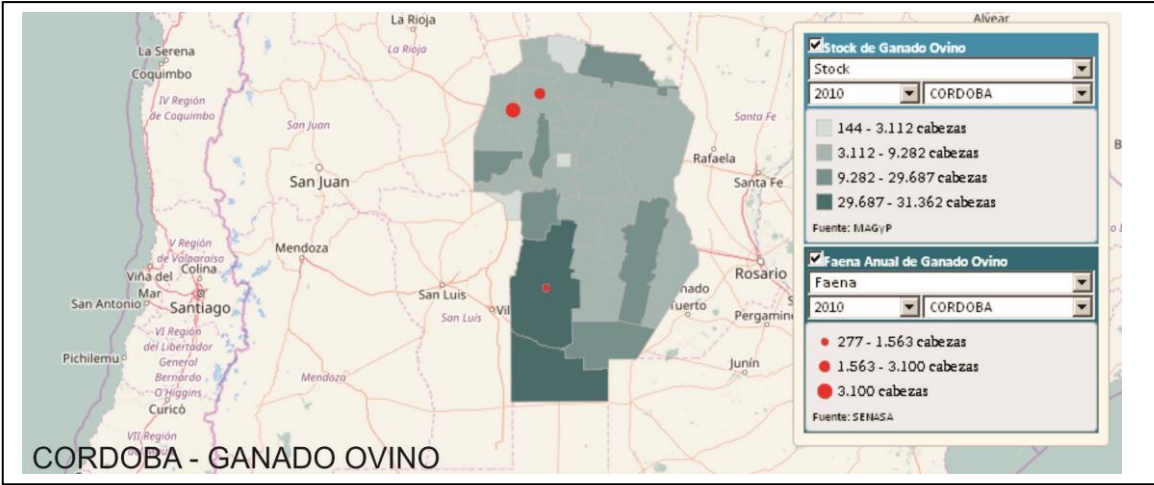 La Rioja
Alvear
La Serena
La Rioja
Coquimbo
IV Región
de Coquimbo
San Juan
Santa Fe
Rafaela
San Juan
Santa Fe
V Región
de Valparaíso
Mendoza
Viña del
Mar
Colina
Rosario
San Antonio
Santiago
San Luis
San Luis
Vil
nado
Tuerto
Pergamino
VI Región
del Libertador
General
Bernardo
O'Higgins
Pichilemu
Mendoza
Junín
Curicó
VII Región
CORDOBA - GANADO OVINO
Stock de Ganado Ovino
Stock
2010 CORDOBA
144 - 3.112 cabezas
3.112 - 9.282 cabezas
9.282 - 29.687 cabezas
29.687 - 31.362 cabezas
Fuente: MAGyP
Faena Anual de Ganado Ovino
Faena
2010 CORDOBA
277 - 1.563 cabezas
1.563 - 3.100 cabezas
3.100 cabezas
Fuente: SENASA